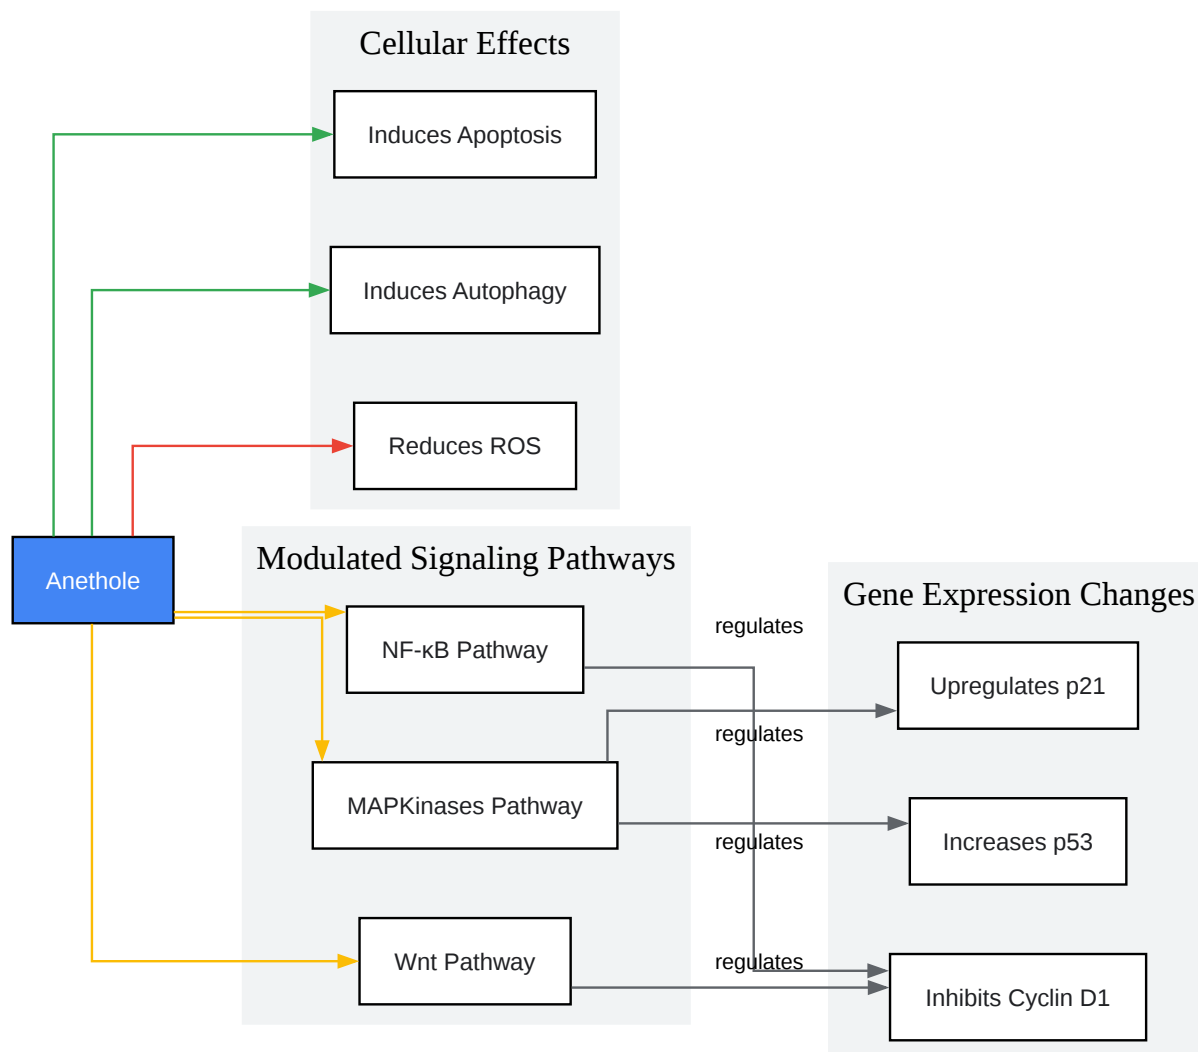 Cellular Effects
Induces Apoptosis
Induces Autophagy
Reduces ROS
Anethole
Modulated Signaling Pathways
NF-κB Pathway
MAPKinases Pathway
Wnt Pathway
regulates
regulates
regulates
regulates
Gene Expression Changes
Upregulates p21
Increases p53
Inhibits Cyclin D1